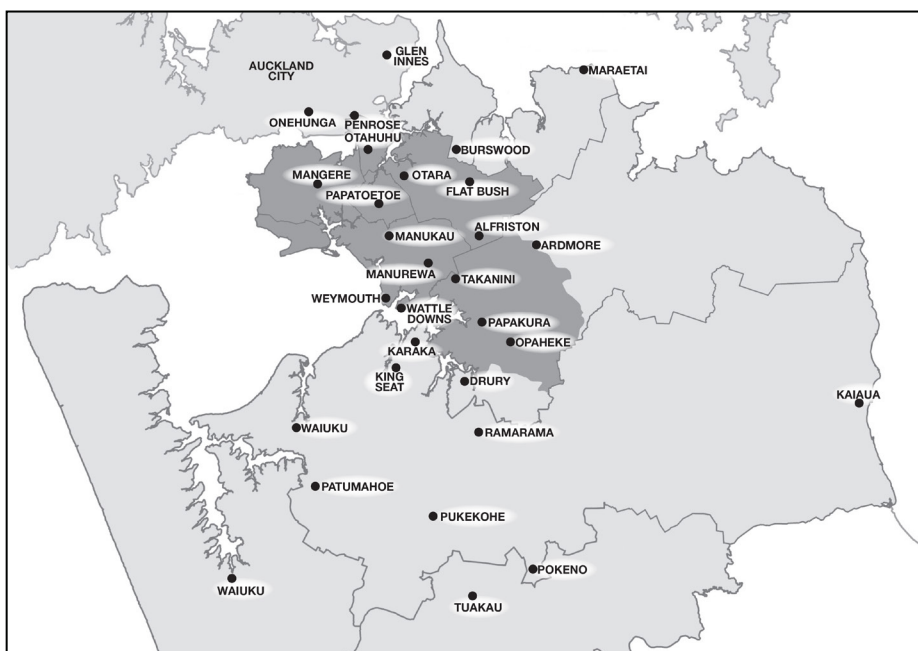 GLEN
INNES
AUCKLAND
CITY
MARAETAI
ONEHUNGA
PENROSE
OTAHUHU
BURSWOOD
MANGERE
OTARA
FLAT BUSH
PAPATOETOE
ALFRISTON
MANUKAU
ARDMORE
MANUREWA
TAKANINI
WEYMOUTH
WATTLE
DOWNS
PAPAKURA
OPAHEKE
KARAKA
KING
SEAT
DRURY
KAIAUA
WAIUKU
RAMARAMA
PATUMAHOE
PUKEKOHE
POKENO
WAIUKU
TUAKAU